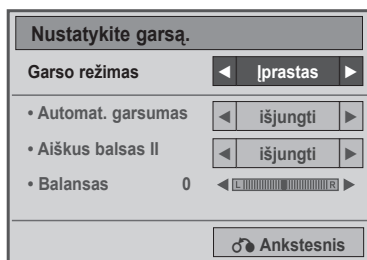 Nustatykite garsą.
Garso režimas ◄ Įprastas ►
• Automat. garsumas ◄ išjungti ►
• Aiškus balsas II ◄ išjungti ►
• Balansas 0 ◄ L R ►
Ankstesnis